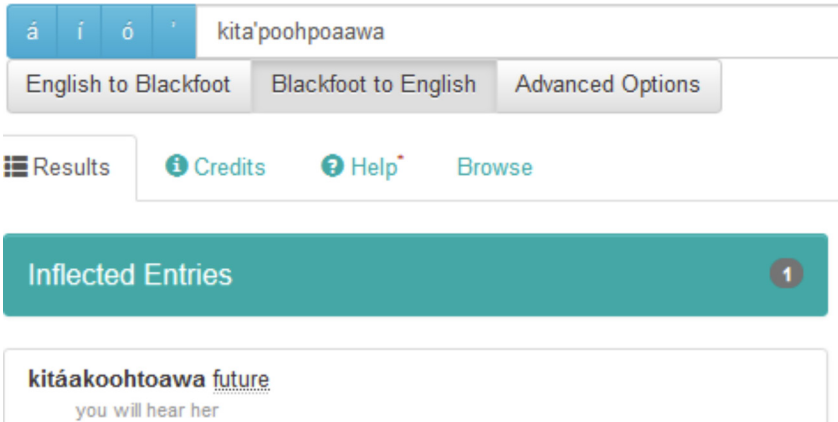 á í ó ' kita'poohpoaawa
English to Blackfoot Blackfoot to English Advanced Options
Results Credits Help* Browse
Inflected Entries 1
kitáakoohtoawa future
you will hear her